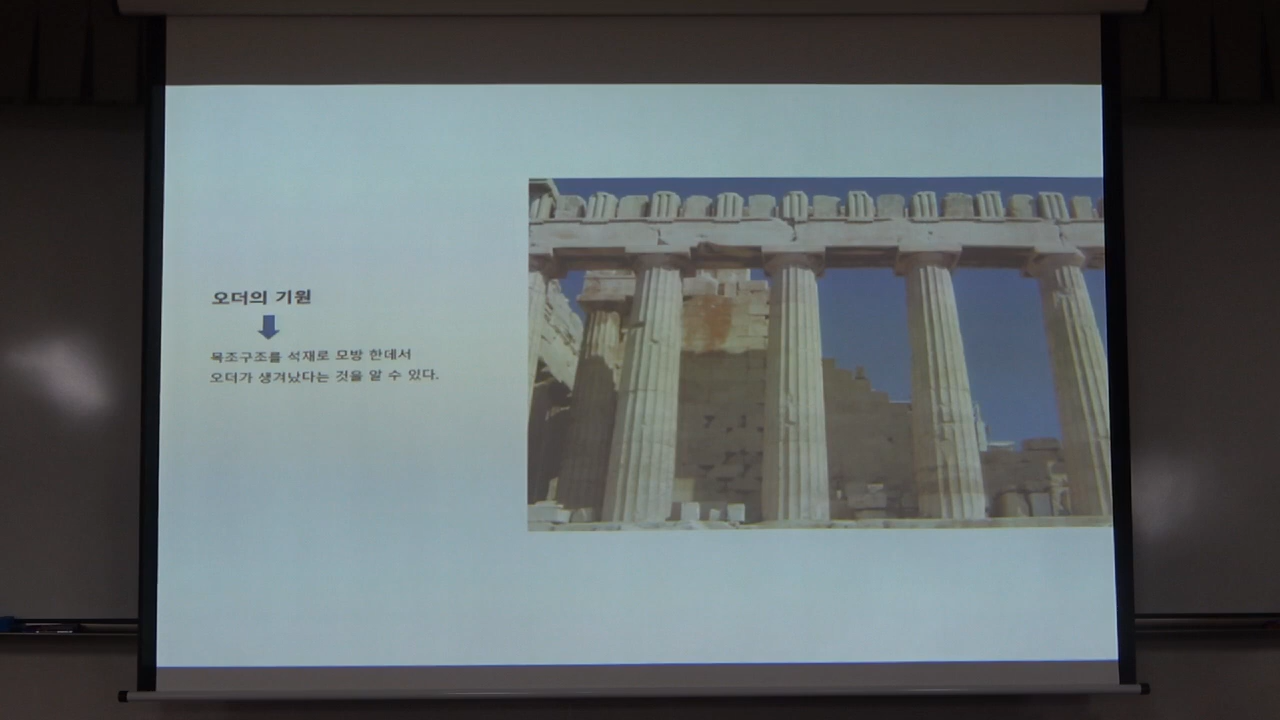 오더의 기원
목조구조를 석재로 모방 한데서
오더가 생겨났다는 것을 알 수 있다.